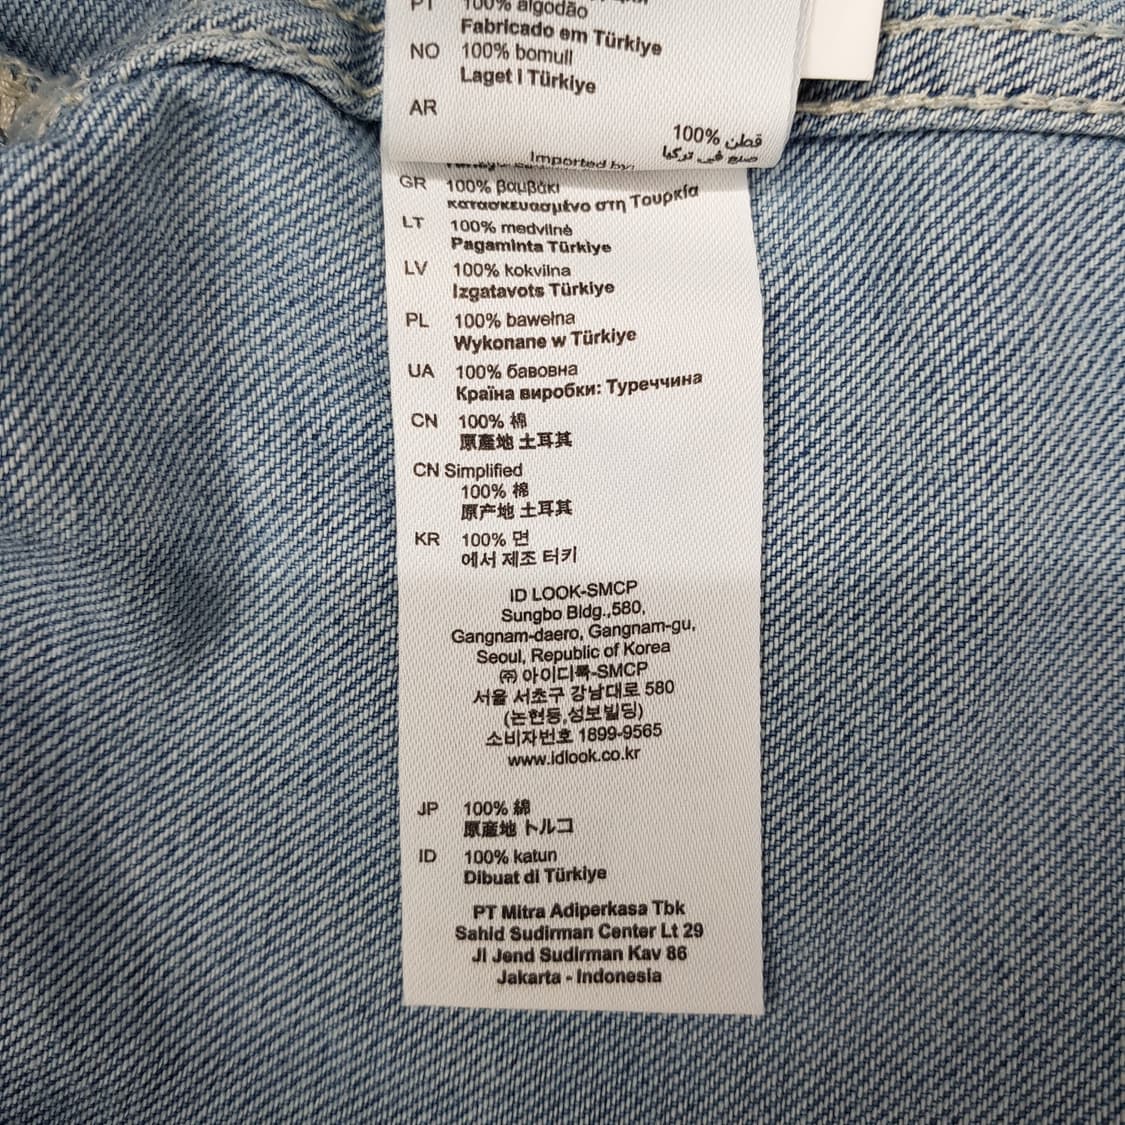 PT 100% algodão
Fabricado em Türkiye
NO 100% bomull
Laget i Türkiye
AR
100% قطن
صنع في تركيا
Imported by:
GR 100% βαμβάκι
κατασκευασμένο στη Τουρκία
LT 100% medvilnė
Pagaminta Türkiye
LV 100% kokvilna
Izgatavots Türkiye
PL 100% bawełna
Wykonane w Türkiye
UA 100% бавовна
Країна виробки: Туреччина
CN 100% 棉
原產地 土耳其
CN Simplified
100% 棉
原产地 土耳其
KR 100% 면
에서 제조 터키
ID LOOK-SMCP
Sungbo Bldg.,580,
Gangnam-daero, Gangnam-gu,
Seoul, Republic of Korea
㈜ 아이디룩-SMCP
서울 서초구 강남대로 580
(논현동,성보빌딩)
소비자번호 1899-9565
www.idlook.co.kr
JP 100% 綿
原産地 トルコ
ID 100% katun
Dibuat di Türkiye
PT Mitra Adiperkasa Tbk
Sahid Sudirman Center Lt 29
Jl Jend Sudirman Kav 86
Jakarta - Indonesia